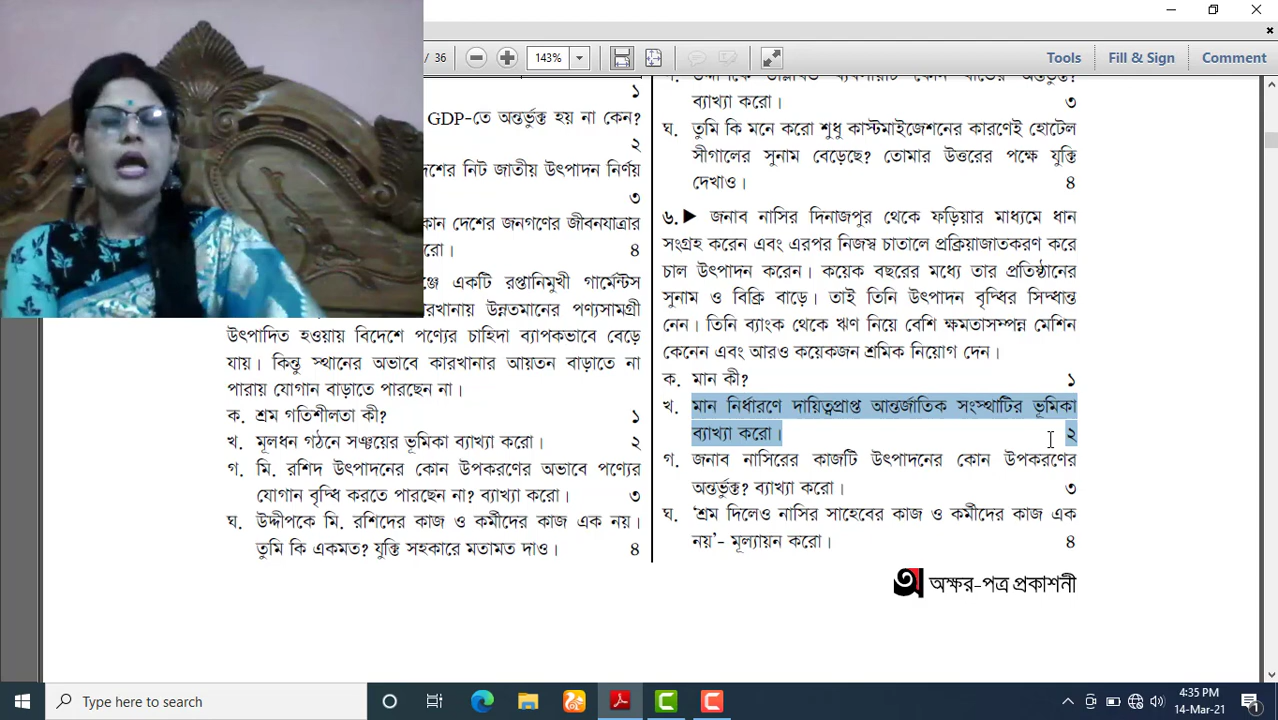 / 36
143%
Tools
Fill & Sign
Comment
১
GDP-তে অন্তর্ভুক্ত হয় না কেন?
২
দেশের নিট জাতীয় উৎপাদন নির্ণয়
৩
কোন দেশের জনগণের জীবনযাত্রার
করো। ৪
একটি রপ্তানিমুখী গার্মেন্টস
উন্নতমানের পণ্যসামগ্রী
উৎপাদিত হওয়ায় বিদেশে পণ্যের চাহিদা ব্যাপকভাবে বেড়ে
যায়। কিন্তু স্থানের অভাবে কারখানার আয়তন বাড়াতে না
পারায় যোগান বাড়াতে পারছেন না।
ক. শ্রম গতিশীলতা কী? ১
খ. মূলধন গঠনে সঞ্চয়ের ভূমিকা ব্যাখ্যা করো। ২
গ. মি. রশিদ উৎপাদনের কোন উপকরণের অভাবে পণ্যের
যোগান বৃদ্ধি করতে পারছেন না? ব্যাখ্যা করো। ৩
ঘ. উদ্দীপকে মি. রশিদের কাজ ও কর্মীদের কাজ এক নয়।
তুমি কি একমত? যুক্তি সহকারে মতামত দাও। ৪
ব্যাখ্যা করো। ৩
ঘ. তুমি কি মনে করো শুধু কাস্টমাইজেশনের কারণেই হোটেল
সীগালের সুনাম বেড়েছে? তোমার উত্তরের পক্ষে যুক্তি
দেখাও। ৪
৬.▶ জনাব নাসির দিনাজপুর থেকে ফড়িয়ার মাধ্যমে ধান
সংগ্রহ করেন এবং এরপর নিজস্ব চাতালে প্রক্রিয়াজাতকরণ করে
চাল উৎপাদন করেন। কয়েক বছরের মধ্যে তার প্রতিষ্ঠানের
সুনাম ও বিক্রি বাড়ে। তাই তিনি উৎপাদন বৃদ্ধির সিদ্ধান্ত
নেন। তিনি ব্যাংক থেকে ঋণ নিয়ে বেশি ক্ষমতাসম্পন্ন মেশিন
কেনেন এবং আরও কয়েকজন শ্রমিক নিয়োগ দেন।
ক. মান কী? ১
খ. মান নির্ধারণে দায়িত্বপ্রাপ্ত আন্তর্জাতিক সংস্থাটির ভূমিকা
ব্যাখ্যা করো। ২
গ. জনাব নাসিরের কাজটি উৎপাদনের কোন উপকরণের
অন্তর্ভুক্ত? ব্যাখ্যা করো। ৩
ঘ. ‘শ্রম দিলেও নাসির সাহেবের কাজ ও কর্মীদের কাজ এক
নয়’- মূল্যায়ন করো। ৪
অক্ষর-পত্র প্রকাশনী
Type here to search
4:35 PM
14-Mar-21
1